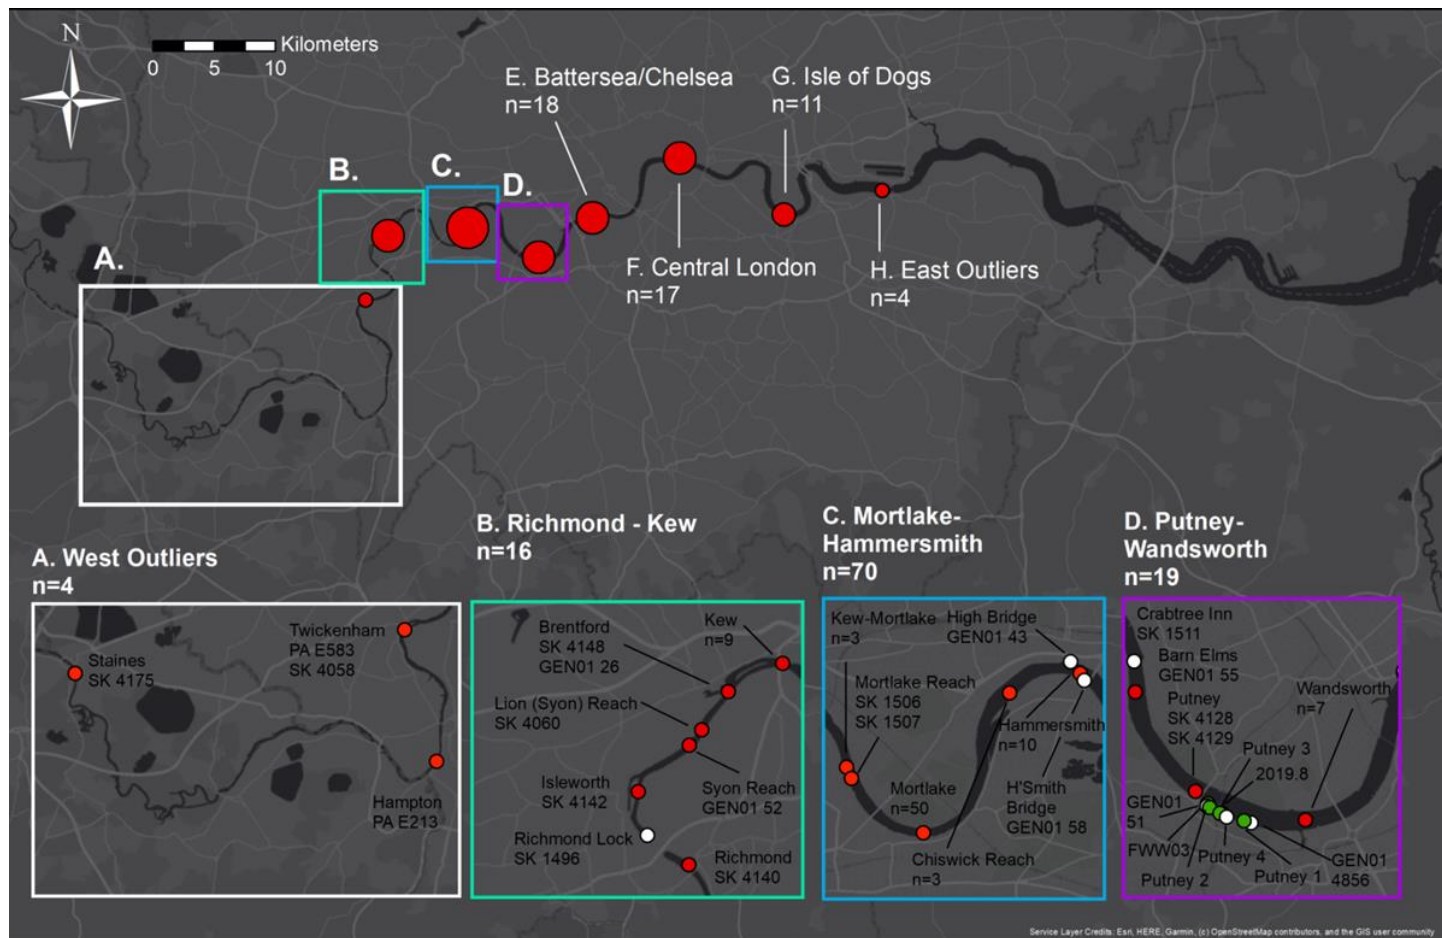 N
Kilometers
0 5 10
E. Battersea/Chelsea
n=18
G. Isle of Dogs
n=11
B.
C.
D.
A.
F. Central London
n=17
H. East Outliers
n=4
A. West Outliers
n=4
Staines
SK 4175
Twickenham
PA E583
SK 4058
Hampton
PA E213
B. Richmond - Kew
n=16
Kew
n=9
Brentford
SK 4148
GEN01 26
Lion (Syon) Reach
SK 4060
Isleworth
SK 4142
Syon Reach
GEN01 52
Richmond Lock
SK 1496
Richmond
SK 4140
C. Mortlake-
Hammersmith
n=70
Kew-Mortlake
n=3
High Bridge
GEN01 43
Mortlake Reach
SK 1506
SK 1507
Hammersmith
n=10
Mortlake
n=50
H'Smith
Bridge
GEN01 58
Chiswick Reach
n=3
D. Putney-
Wandsworth
n=19
Crabtree Inn
SK 1511
Barn Elms
GEN01 55
Putney
SK 4128
SK 4129
Wandsworth
n=7
Putney 3
2019.8
GEN01
51
FWW03
Putney 2
Putney 4
Putney 1
GEN01
4856
Service Layer Credits: Esri, HERE, Garmin, (c) OpenStreetMap contributors, and the GIS user community